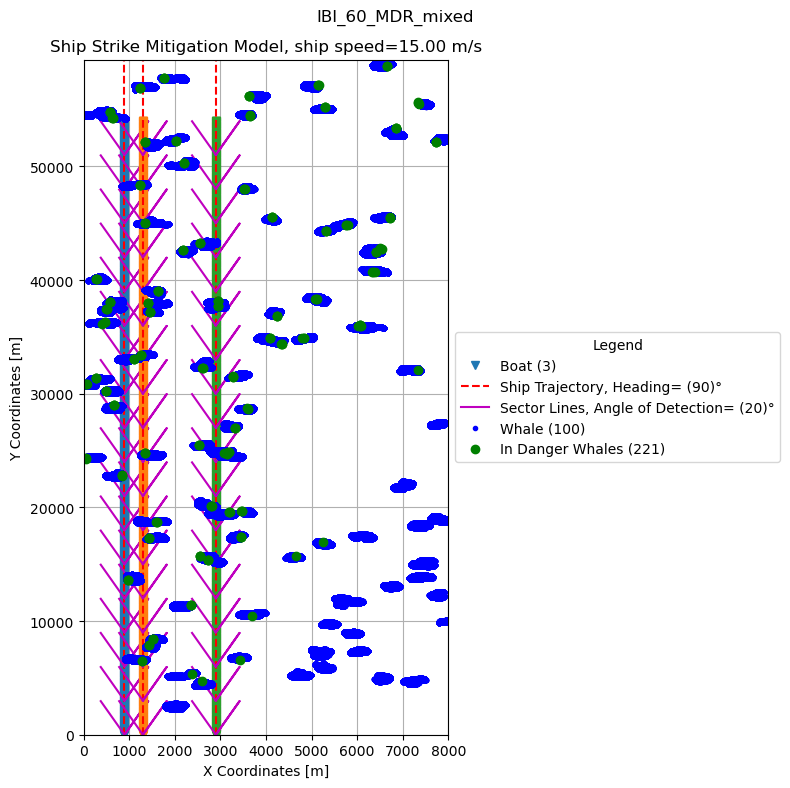 IBI_60_MDR_mixed
Ship Strike Mitigation Model, ship speed=15.00 m/s
50000
40000
30000
20000
10000
0
Y Coordinates [m]
0 1000 2000 3000 4000 5000 6000 7000 8000
X Coordinates [m]
Legend
Boat (3)
Ship Trajectory, Heading= (90)°
Sector Lines, Angle of Detection= (20)°
Whale (100)
In Danger Whales (221)